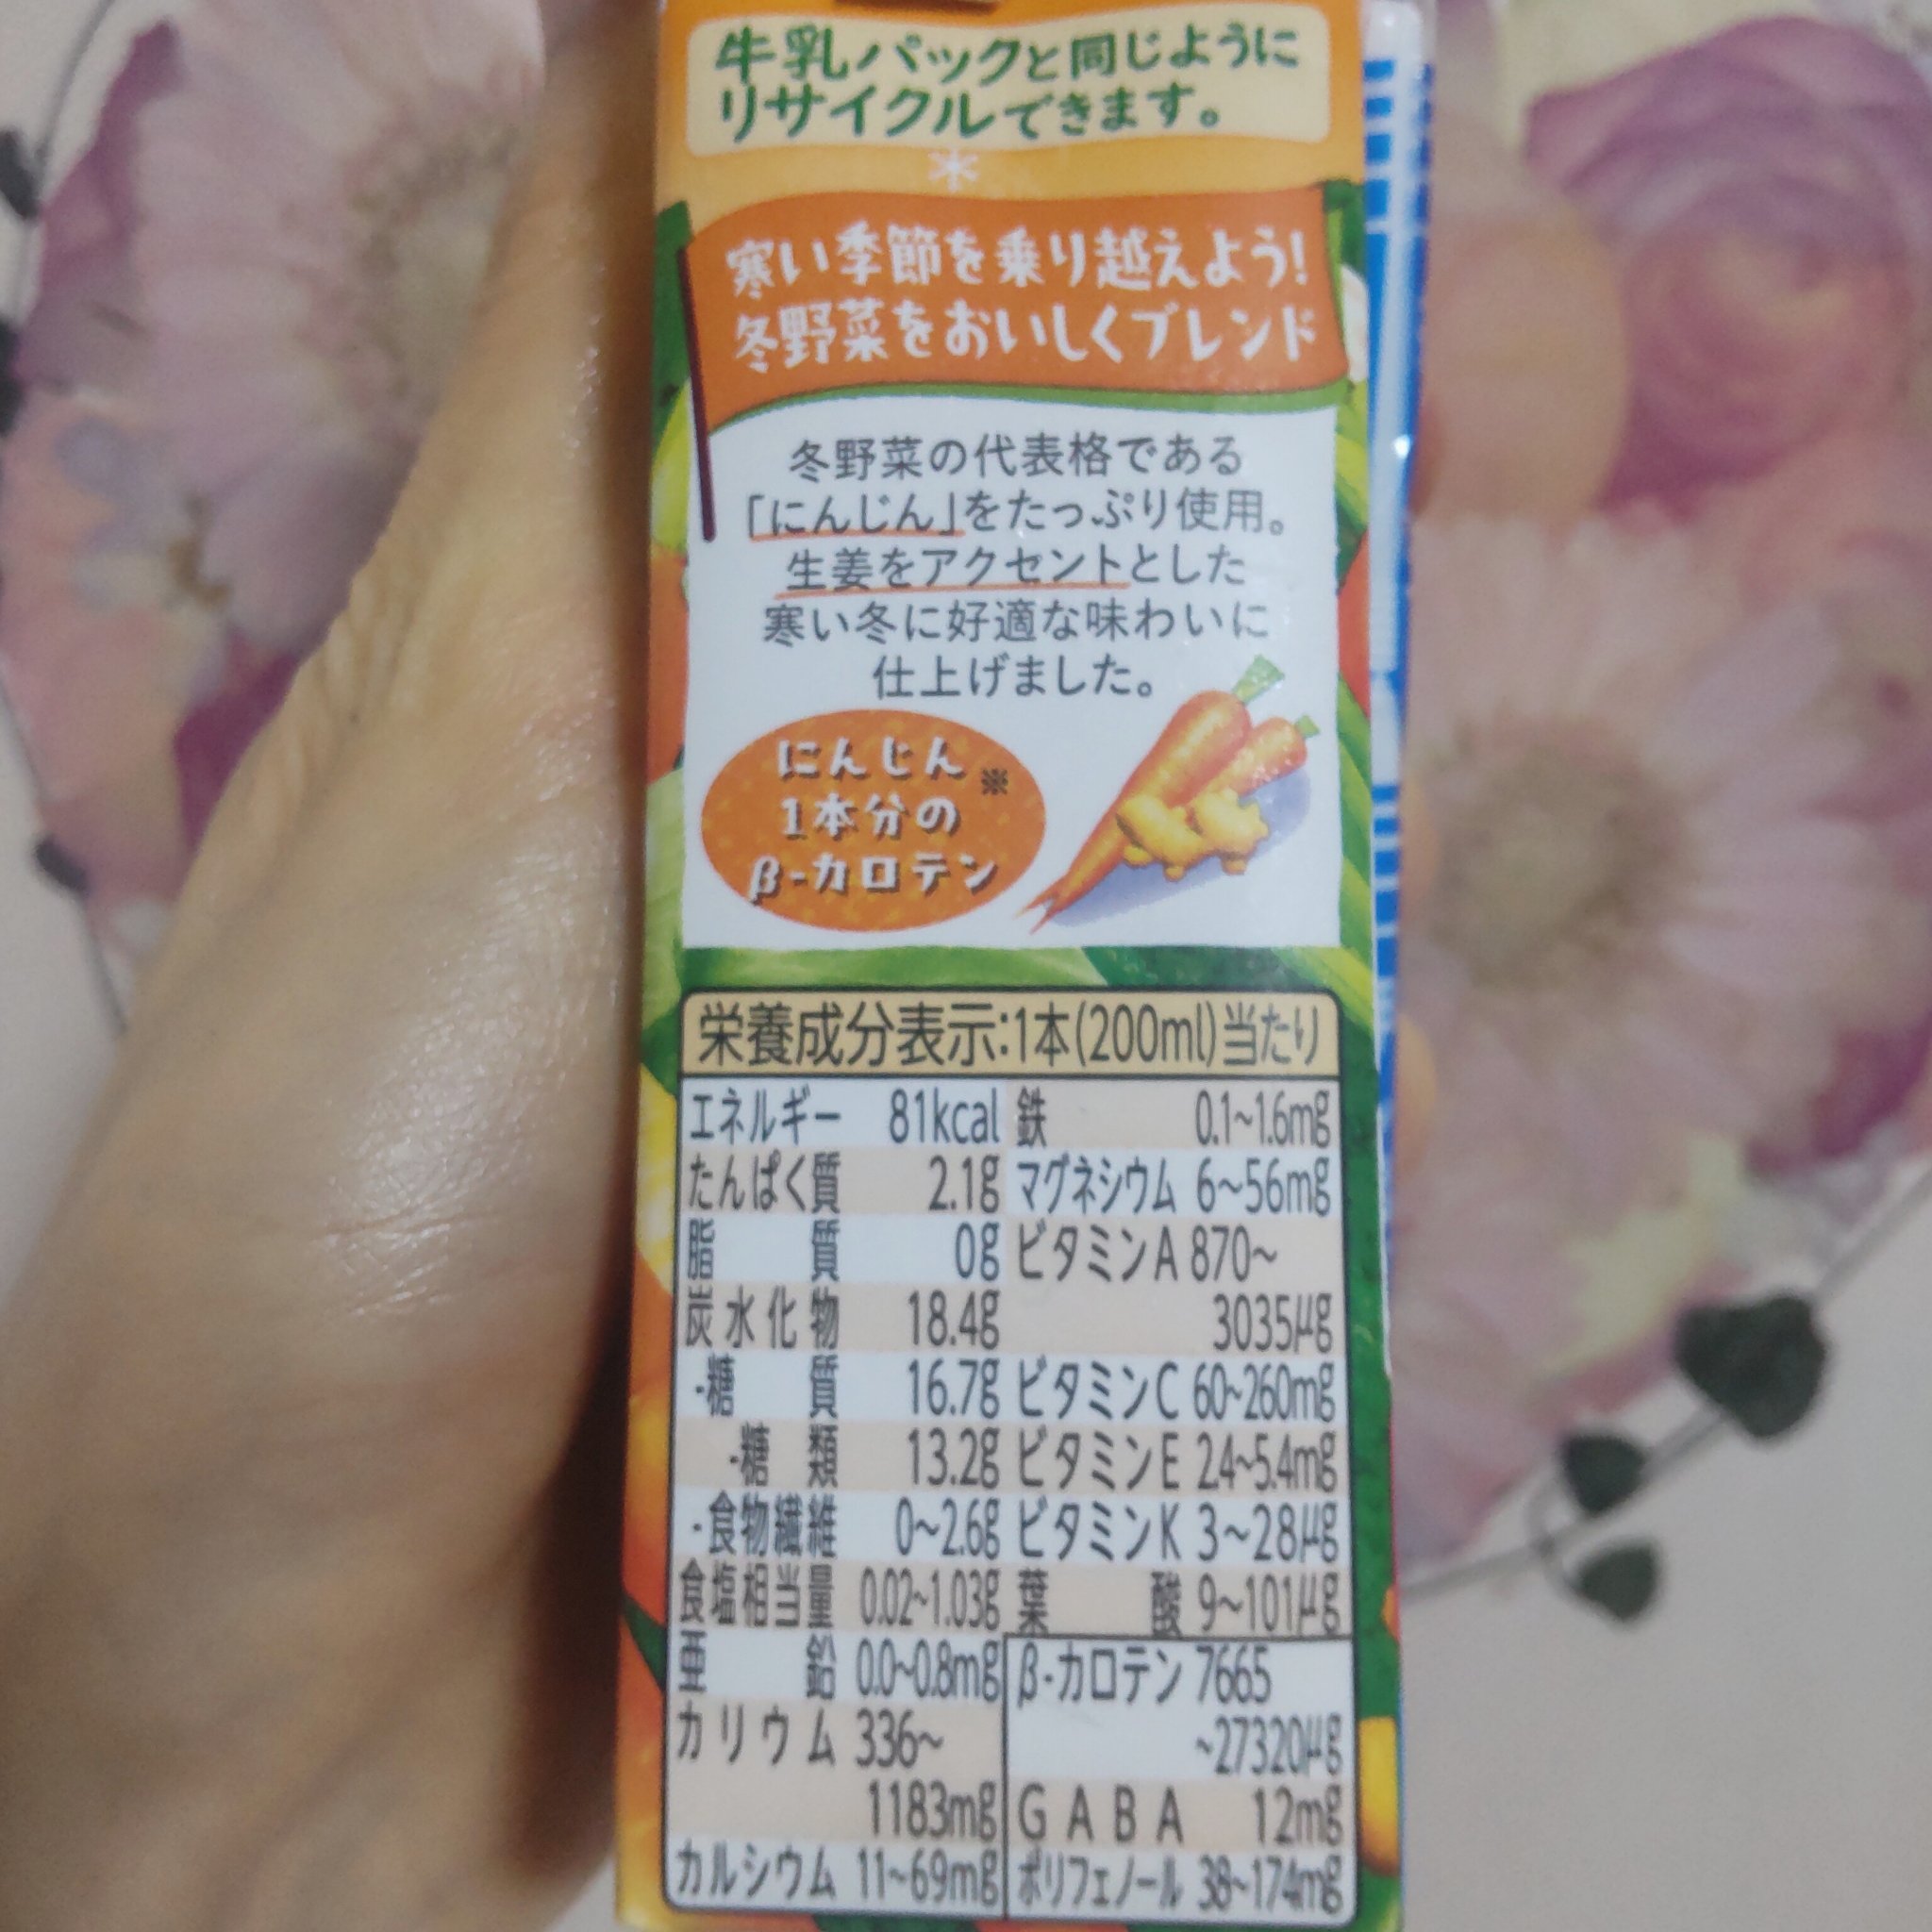 牛乳パックと同じように
リサイクルできます。
寒い季節を乗り越えよう!
冬野菜をおいしくブレンド
冬野菜の代表格である
「にんじん」をたっぷり使用。
生姜をアクセントとした
寒い冬に好適な味わいに
仕上げました。
にんじん※
1本分の
β-カロテン
栄養成分表示:1本(200ml)当たり
エネルギー 81kcal
たんぱく質 2.1g
脂質 0g
炭水化物 18.4g
-糖質 16.7g
-糖類 13.2g
-食物繊維 0~2.6g
食塩相当量 0.02~1.03g
亜鉛 0.0~0.8mg
カリウム 336~
1183mg
カルシウム 11~69mg
鉄 0.1~1.6mg
マグネシウム 6~56mg
ビタミンA 870~
3035μg
ビタミンC 60~260mg
ビタミンE 2.4~5.4mg
ビタミンK 3~28μg
葉酸 9~101μg
β-カロテン 7665
~27320μg
GABA 12mg
ポリフェノール 38~174mg